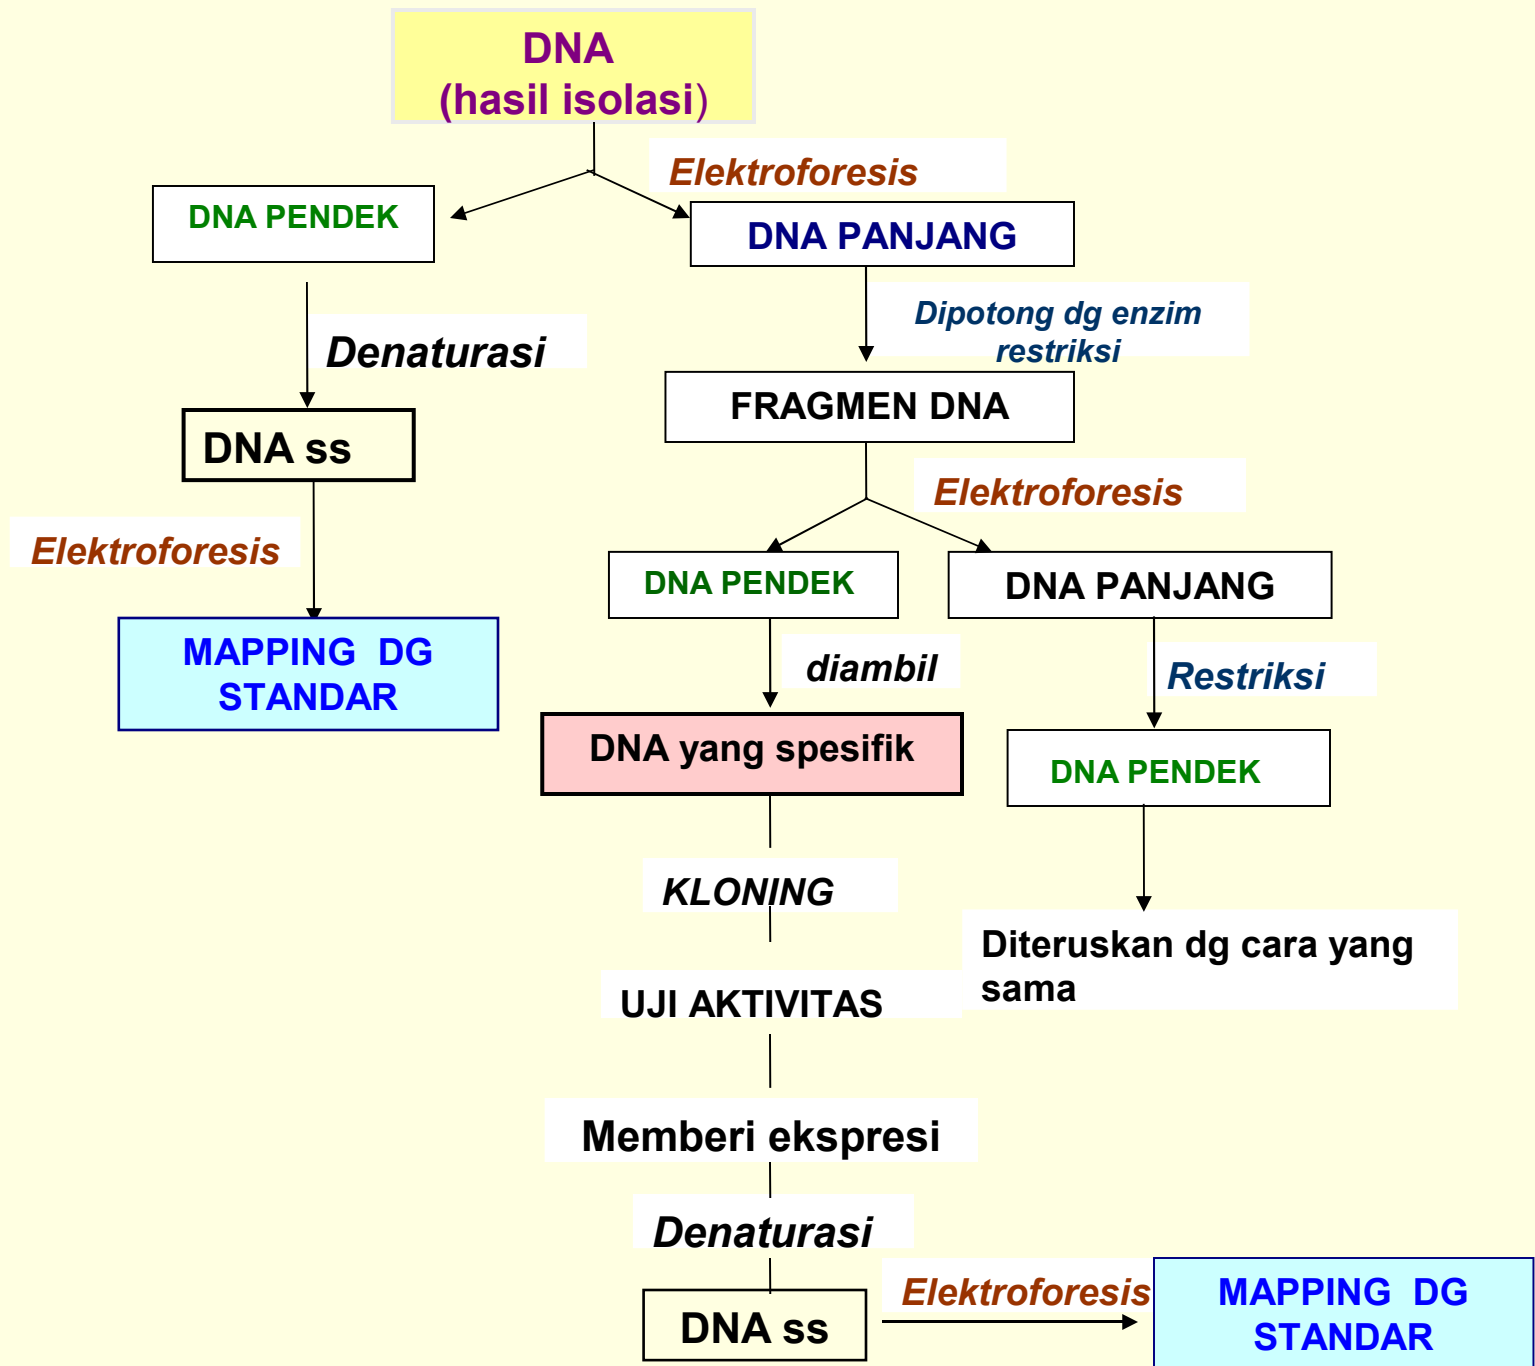 DNA
(hasil isolasi)
Elektroforesis
DNA PENDEK
DNA PANJANG
Dipotong dg enzim
restriksi
Denaturasi
FRAGMEN DNA
DNA ss
Elektroforesis
Elektroforesis
DNA PENDEK
DNA PANJANG
MAPPING DG
STANDAR
diambil
Restriksi
DNA yang spesifik
DNA PENDEK
KLONING
Diteruskan dg cara yang
sama
UJI AKTIVITAS
Memberi ekspresi
Denaturasi
Elektroforesis
MAPPING DG
STANDAR
DNA ss